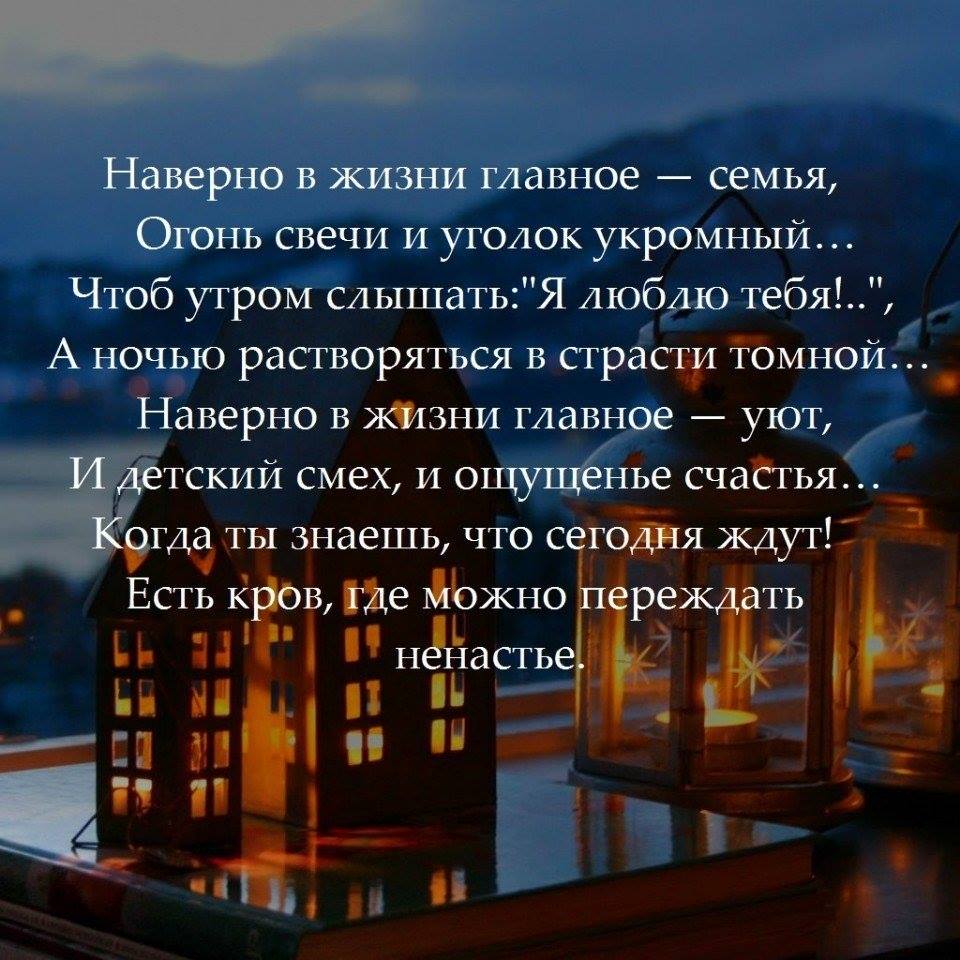 Наверно в жизни главное — семья,
Огонь свечи и уголок укромный...
Чтоб утром слышать:"Я люблю тебя!..",
А ночью растворяться в страсти томной...
Наверно в жизни главное — уют,
И детский смех, и ощущенье счастья...
Когда ты знаешь, что сегодня ждут!
Есть кров, где можно переждать
ненастье.